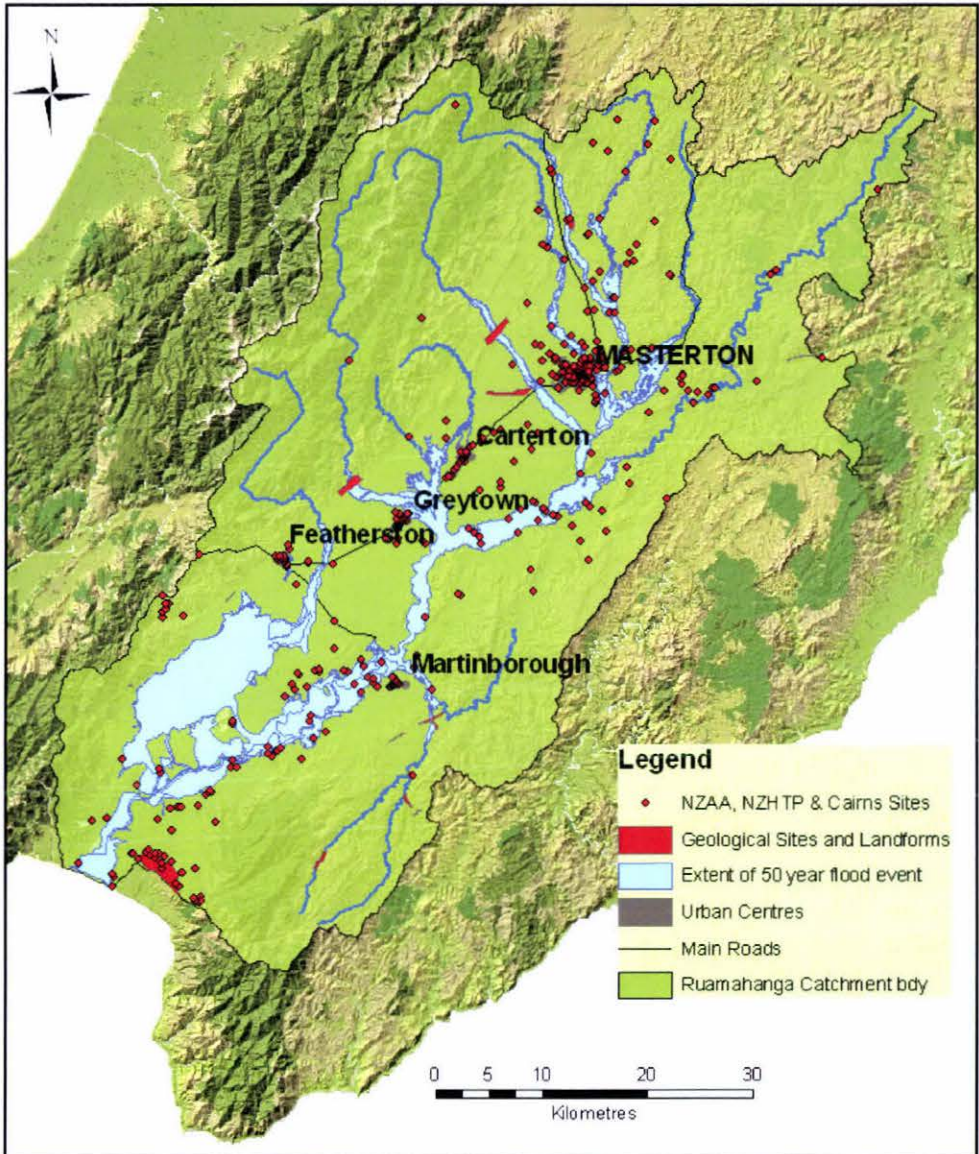 N
MASTERTON
Carterton
Greytown
Featherston
Martinborough
Legend
NZAA, NZHTP & Cairns Sites
Geological Sites and Landforms
Extent of 50 year flood event
Urban Centres
Main Roads
Ruamahanga Catchment bdy
0 5 10 20 30
Kilometres